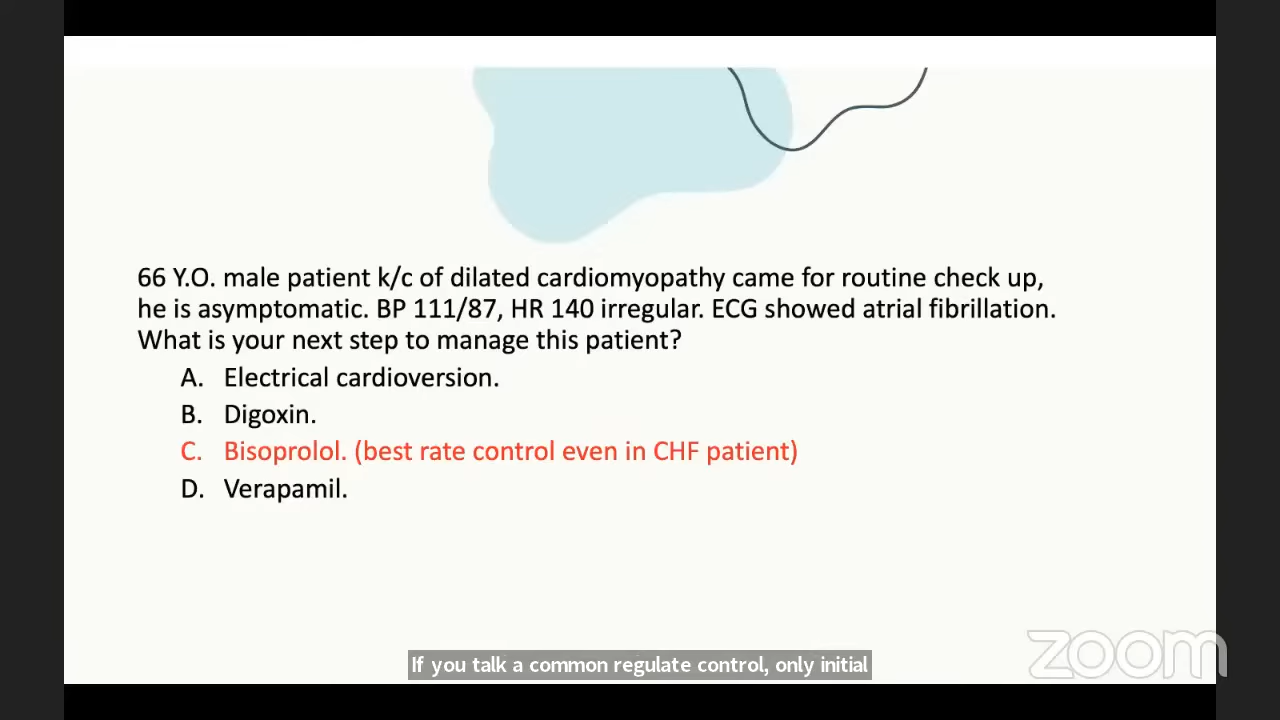 66 Y.O. male patient k/c of dilated cardiomyopathy came for routine check up,
he is asymptomatic. BP 111/87, HR 140 irregular. ECG showed atrial fibrillation.
What is your next step to manage this patient?
A. Electrical cardioversion.
B. Digoxin.
C. Bisoprolol. (best rate control even in CHF patient)
D. Verapamil.
zoom
If you talk a common regulate control, only initial